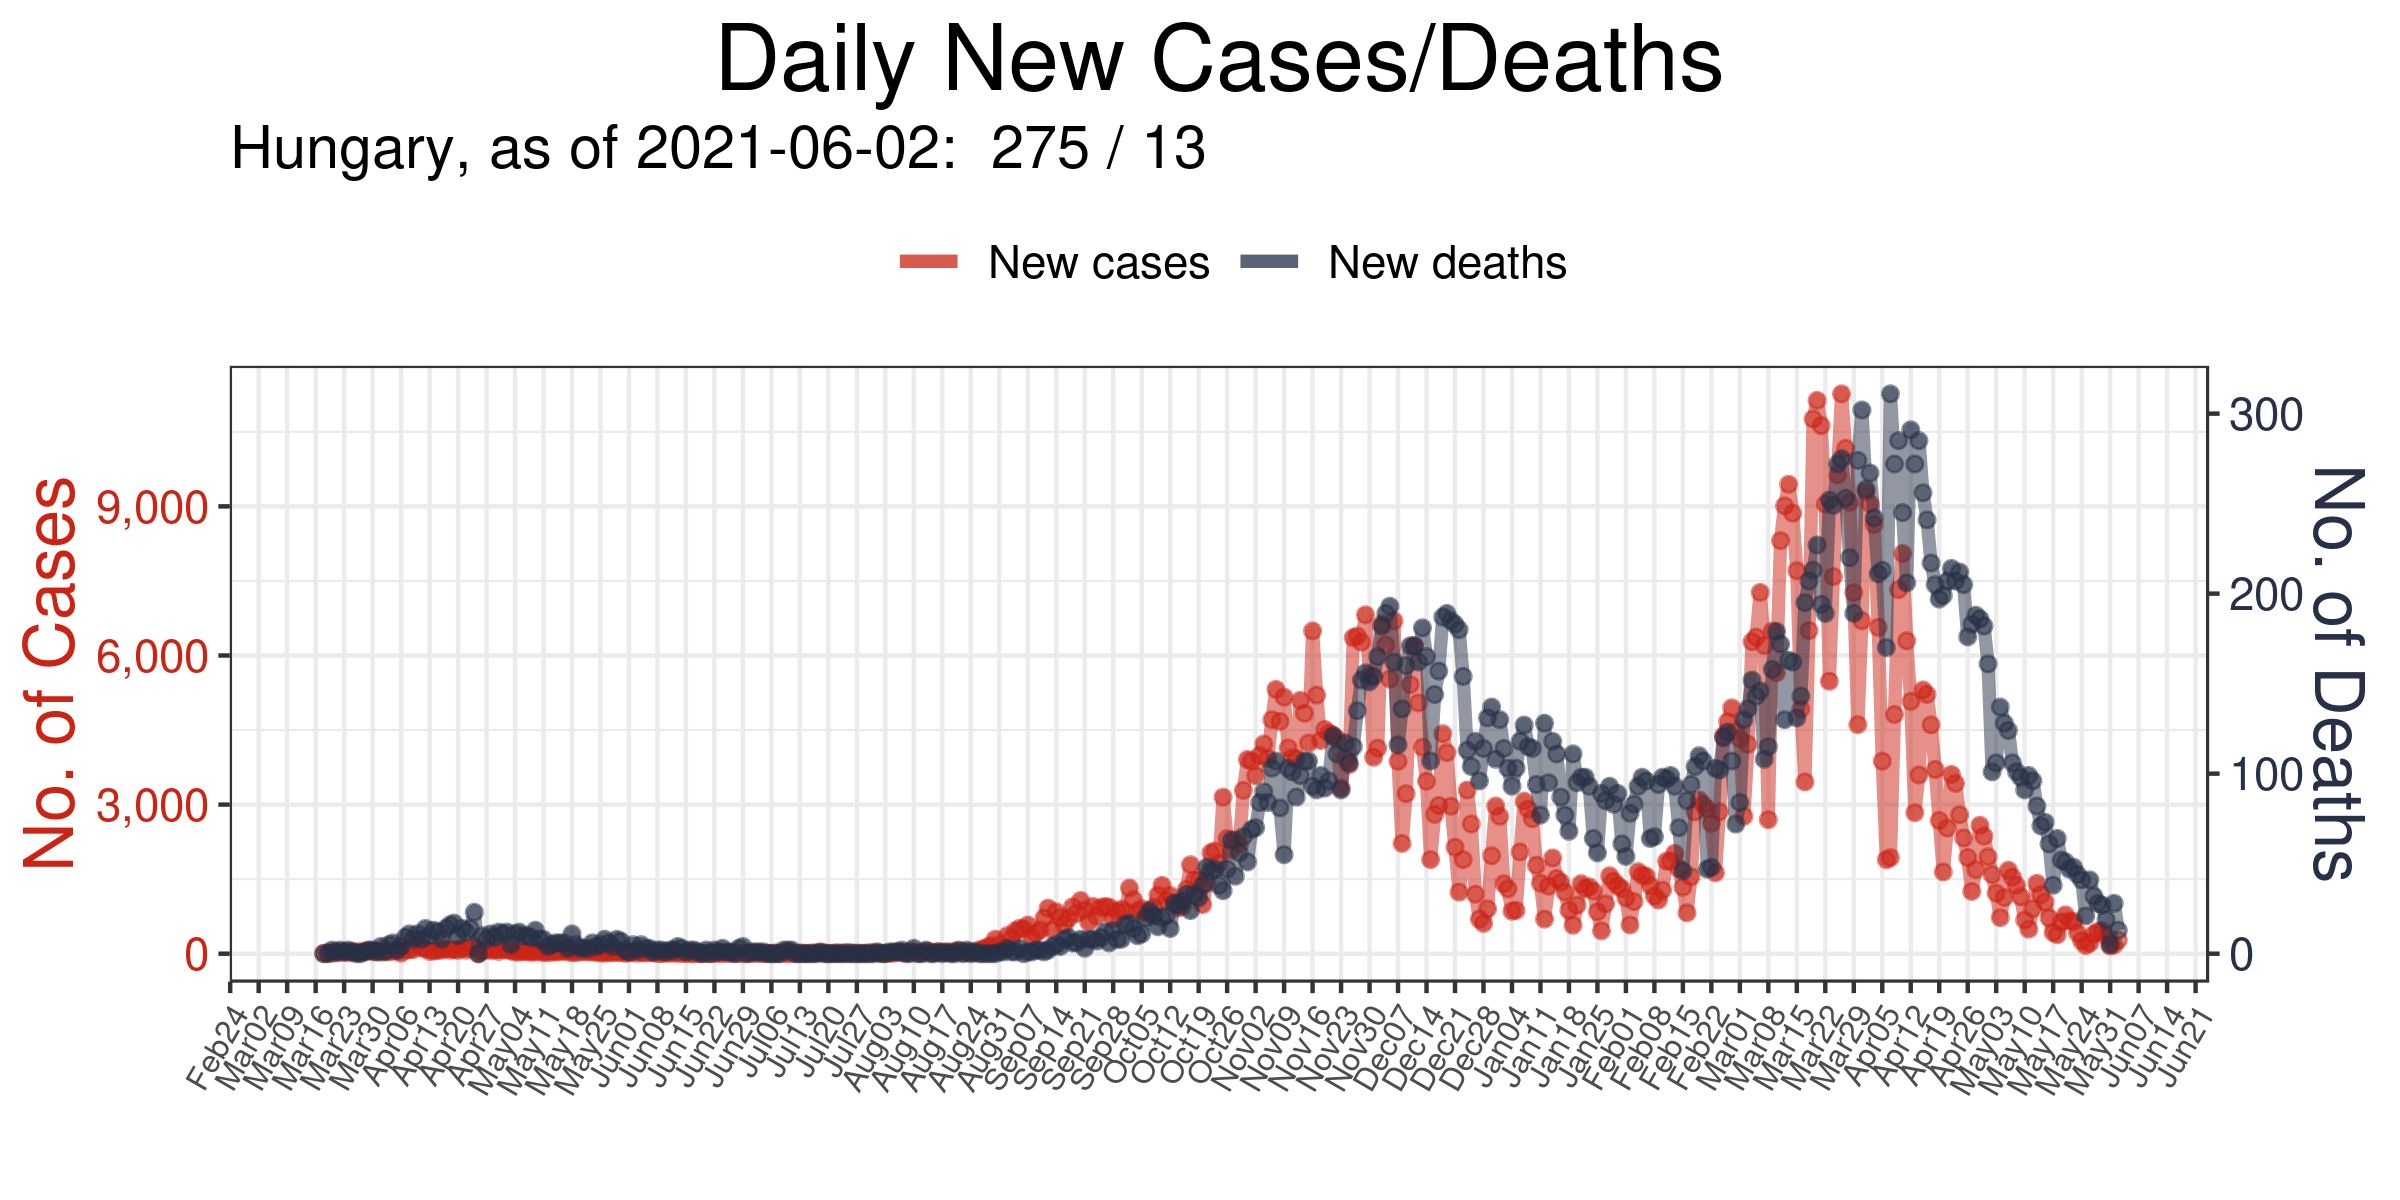 Daily New Cases/Deaths
Hungary, as of 2021-06-02:  275 / 13
New cases
New deaths
No. of Cases
9,000
6,000
3,000
0
300
200
100
0
No. of Deaths
Feb24
Mar02
Mar09
Mar16
Mar23
Mar30
Apr06
Apr13
Apr20
Apr27
May04
May11
May18
May25
Jun01
Jun08
Jun15
Jun22
Jun29
Jul06
Jul13
Jul20
Jul27
Aug03
Aug10
Aug17
Aug24
Aug31
Sep07
Sep14
Sep21
Sep28
Oct05
Oct12
Oct19
Oct26
Nov02
Nov09
Nov16
Nov23
Nov30
Dec07
Dec14
Dec21
Dec28
Jan04
Jan11
Jan18
Jan25
Feb01
Feb08
Feb15
Feb22
Mar01
Mar08
Mar15
Mar22
Mar29
Apr05
Apr12
Apr19
Apr26
May03
May10
May17
May24
May31
Jun07
Jun14
Jun21